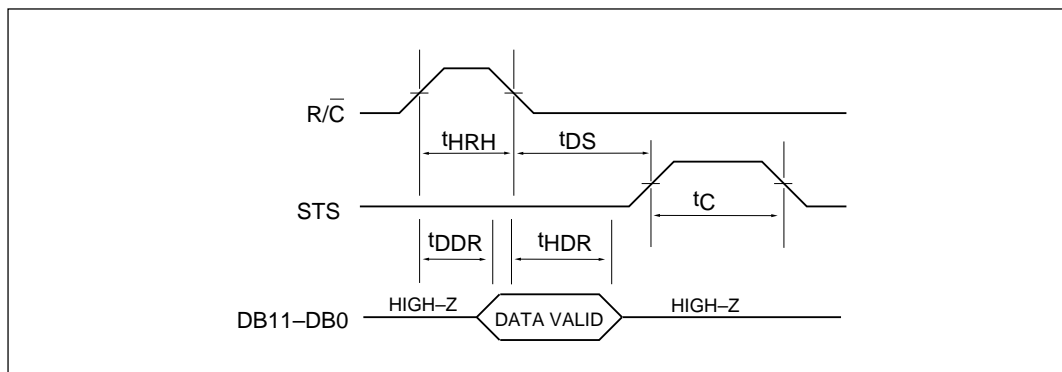 R/C̅
tHRH
tDS
STS
tC
tDDR
tHDR
DB11–DB0
HIGH–Z
DATA VALID
HIGH–Z